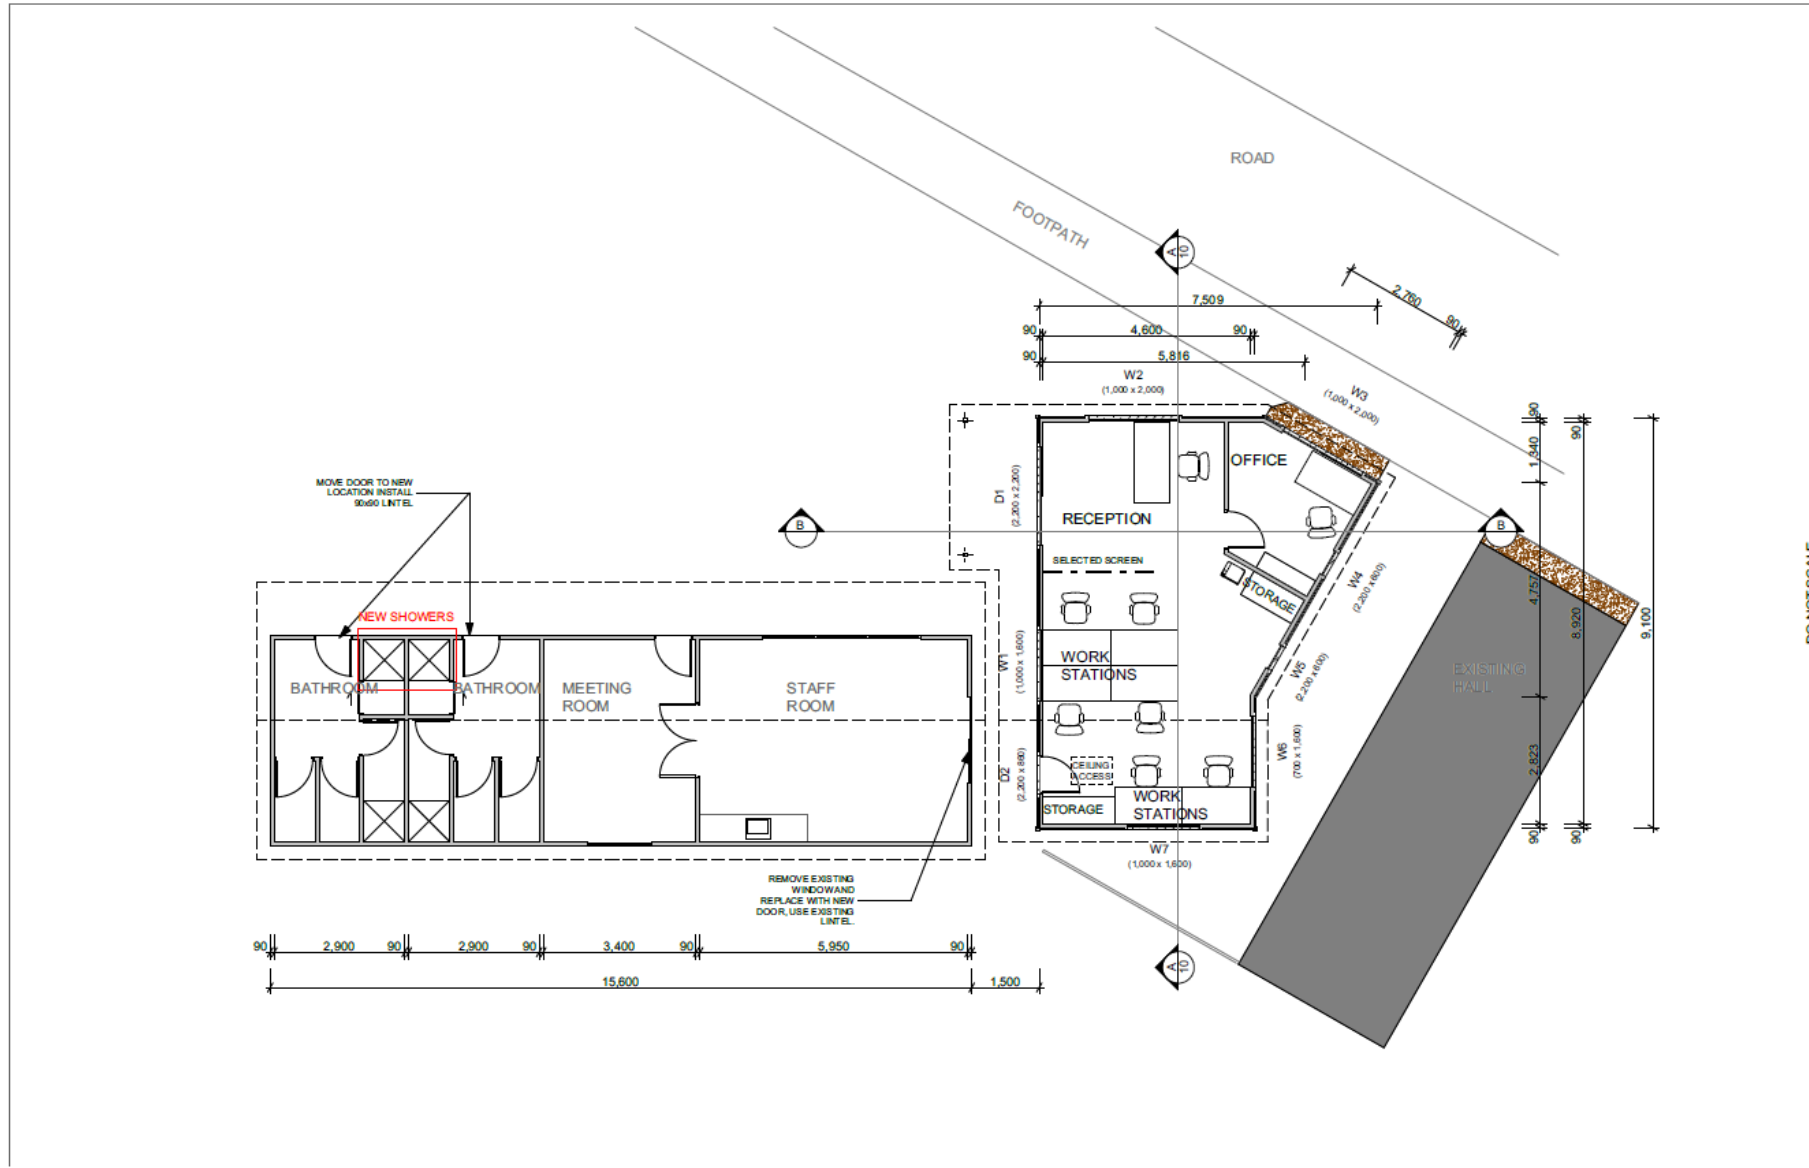 ROAD
FOOTPATH
A
10
2,760
90
7,509
90
4,600
90
90
5,816
W2
(1,000 x 2,000)
W3
(1,000 x 2,000)
90
90
1,340
OFFICE
MOVE DOOR TO NEW
LOCATION INSTALL
90x90 LINTEL
D1
(2,200 x 2,200)
RECEPTION
B
B
SELECTED SCREEN
STORAGE
W4
(2,200 x 600)
4,757
8,920
9,100
NEW SHOWERS
WORK
STATIONS
W1
(1,000 x 1,600)
W5
(2,200 x 600)
EXISTING
HALL
BATHROOM
BATHROOM
MEETING
ROOM
STAFF
ROOM
W6
(700 x 1,600)
2,823
D2
(2,200 x 860)
CEILING
ACCESS
STORAGE
WORK
STATIONS
90
90
W7
(1,000 x 1,600)
REMOVE EXISTING
WINDOW AND
REPLACE WITH NEW
DOOR, USE EXISTING
LINTEL.
90
2,900
90
2,900
90
3,400
90
5,950
90
15,600
1,500
A
10